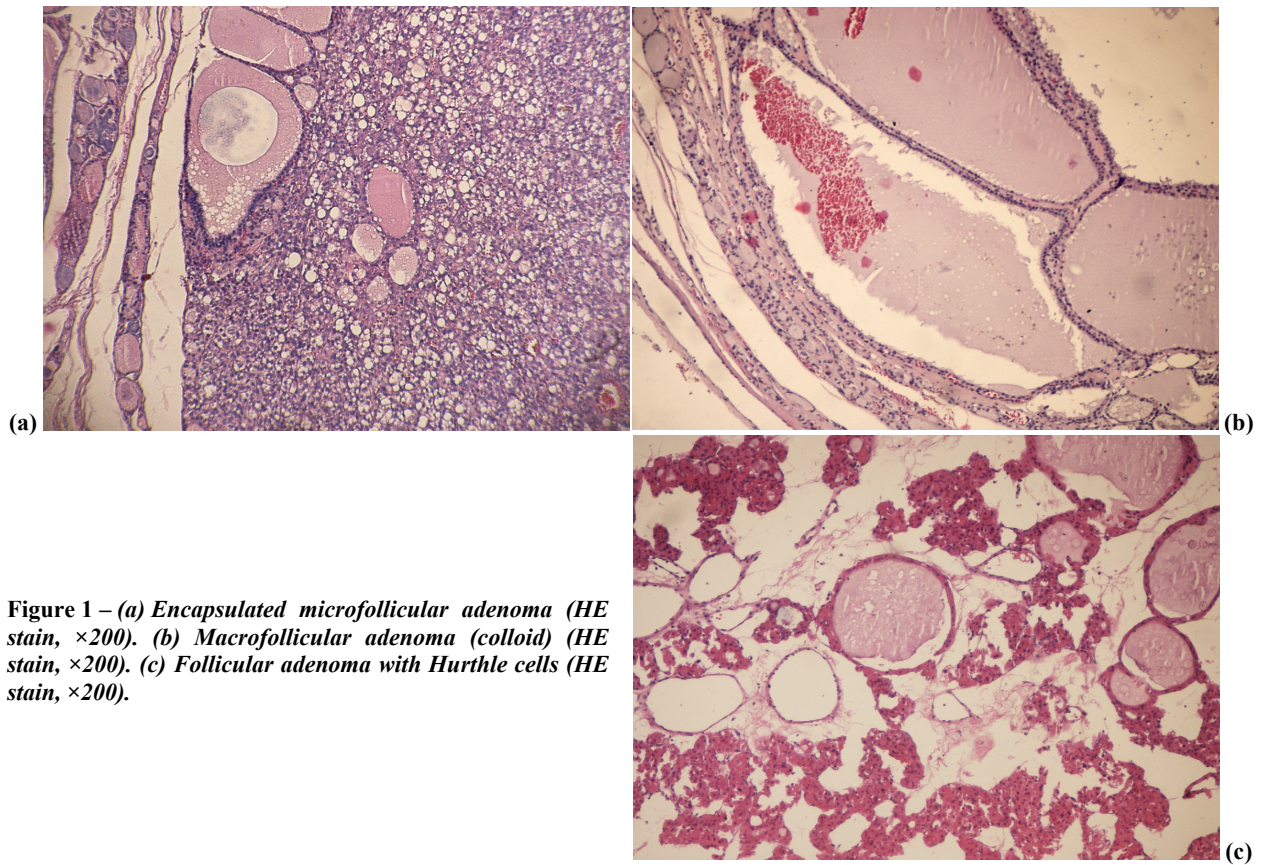 (a)
(b)
Figure 1 – (a) Encapsulated microfollicular adenoma (HE
stain, ×200). (b) Macrofollicular adenoma (colloid) (HE
stain, ×200). (c) Follicular adenoma with Hurthle cells (HE
stain, ×200).
(c)